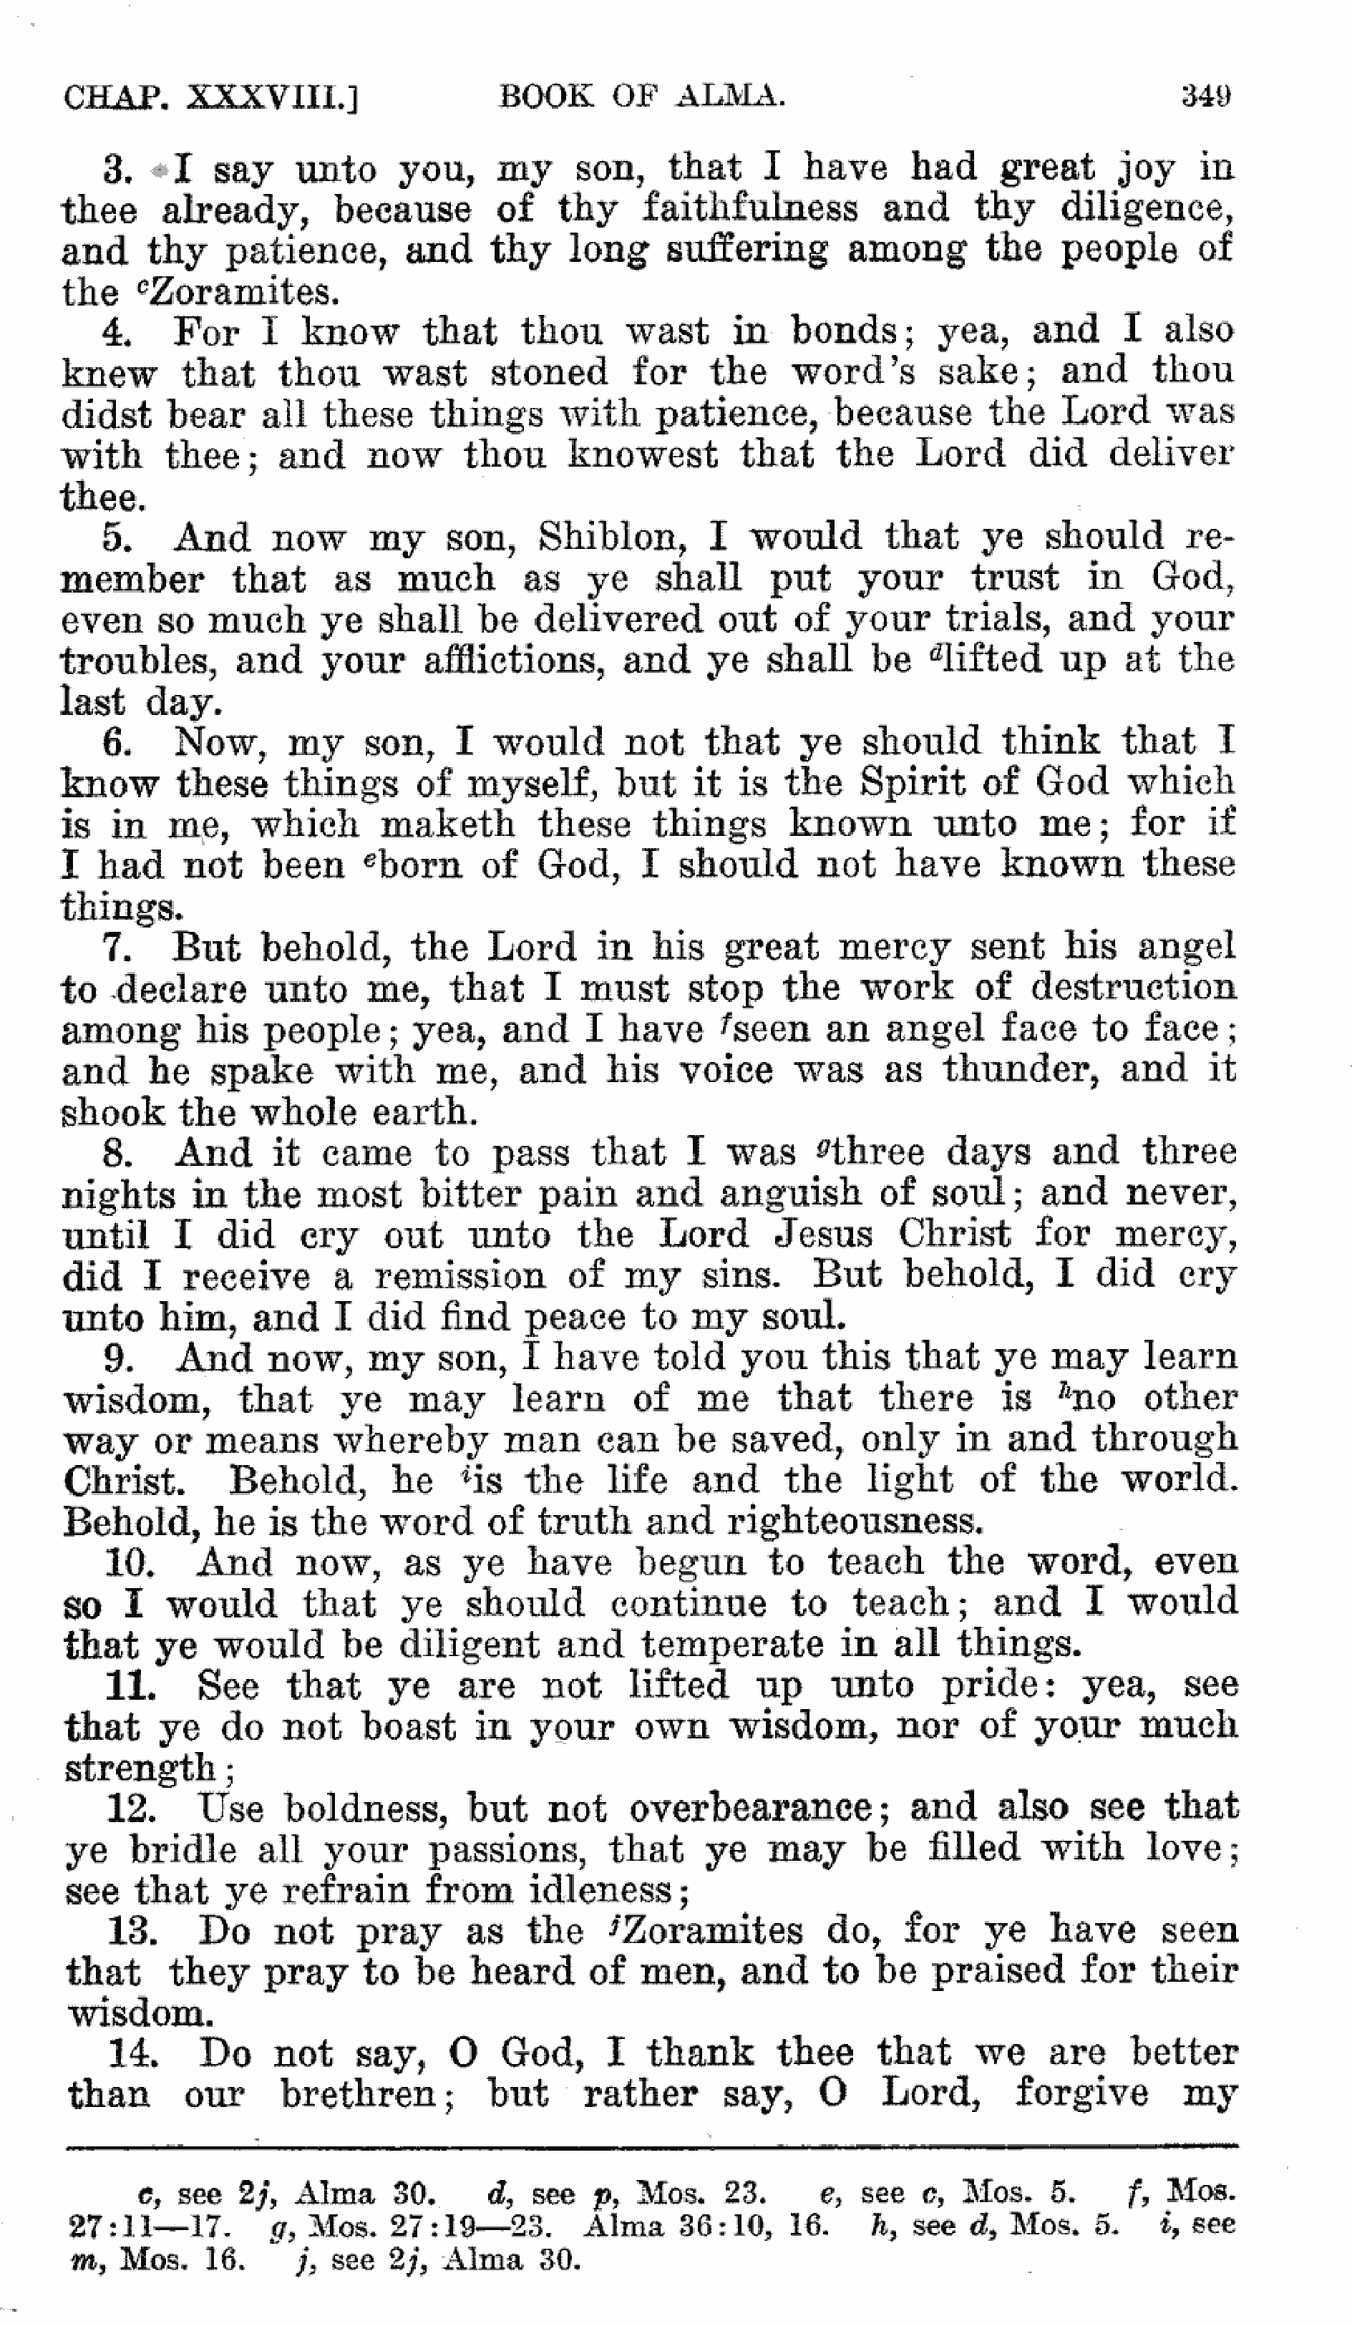 CHAP. XXXVIII.] BOOK OF ALMA. 349
3. I say unto you, my son, that I have had great joy in
thee already, because of thy faithfulness and thy diligence,
and thy patience, and thy long suffering among the people of
the cZoramites.
4. For I know that thou wast in bonds; yea, and I also
knew that thou wast stoned for the word's sake; and thou
didst bear all these things with patience, because the Lord was
with thee; and now thou knowest that the Lord did deliver
thee.
5. And now my son, Shiblon, I would that ye should re-
member that as much as ye shall put your trust in God,
even so much ye shall be delivered out of your trials, and your
troubles, and your afflictions, and ye shall be dlifted up at the
last day.
6. Now, my son, I would not that ye should think that I
know these things of myself, but it is the Spirit of God which
is in me, which maketh these things known unto me; for if
I had not been eborn of God, I should not have known these
things.
7. But behold, the Lord in his great mercy sent his angel
to declare unto me, that I must stop the work of destruction
among his people; yea, and I have fseen an angel face to face;
and he spake with me, and his voice was as thunder, and it
shook the whole earth.
8. And it came to pass that I was gthree days and three
nights in the most bitter pain and anguish of soul; and never,
until I did cry out unto the Lord Jesus Christ for mercy,
did I receive a remission of my sins. But behold, I did cry
unto him, and I did find peace to my soul.
9. And now, my son, I have told you this that ye may learn
wisdom, that ye may learn of me that there is hno other
way or means whereby man can be saved, only in and through
Christ. Behold, he iis the life and the light of the world.
Behold, he is the word of truth and righteousness.
10. And now, as ye have begun to teach the word, even
so I would that ye should continue to teach; and I would
that ye would be diligent and temperate in all things.
11. See that ye are not lifted up unto pride: yea, see
that ye do not boast in your own wisdom, nor of your much
strength;
12. Use boldness, but not overbearance; and also see that
ye bridle all your passions, that ye may be filled with love;
see that ye refrain from idleness;
13. Do not pray as the jZoramites do, for ye have seen
that they pray to be heard of men, and to be praised for their
wisdom.
14. Do not say, O God, I thank thee that we are better
than our brethren; but rather say, O Lord, forgive my
c, see 2j, Alma 30. d, see p, Mos. 23. e, see c, Mos. 5. f, Mos.
27:11—17. g, Mos. 27:19—23. Alma 36:10, 16. h, see d, Mos. 5. i, see
m, Mos. 16. j, see 2j, Alma 30.